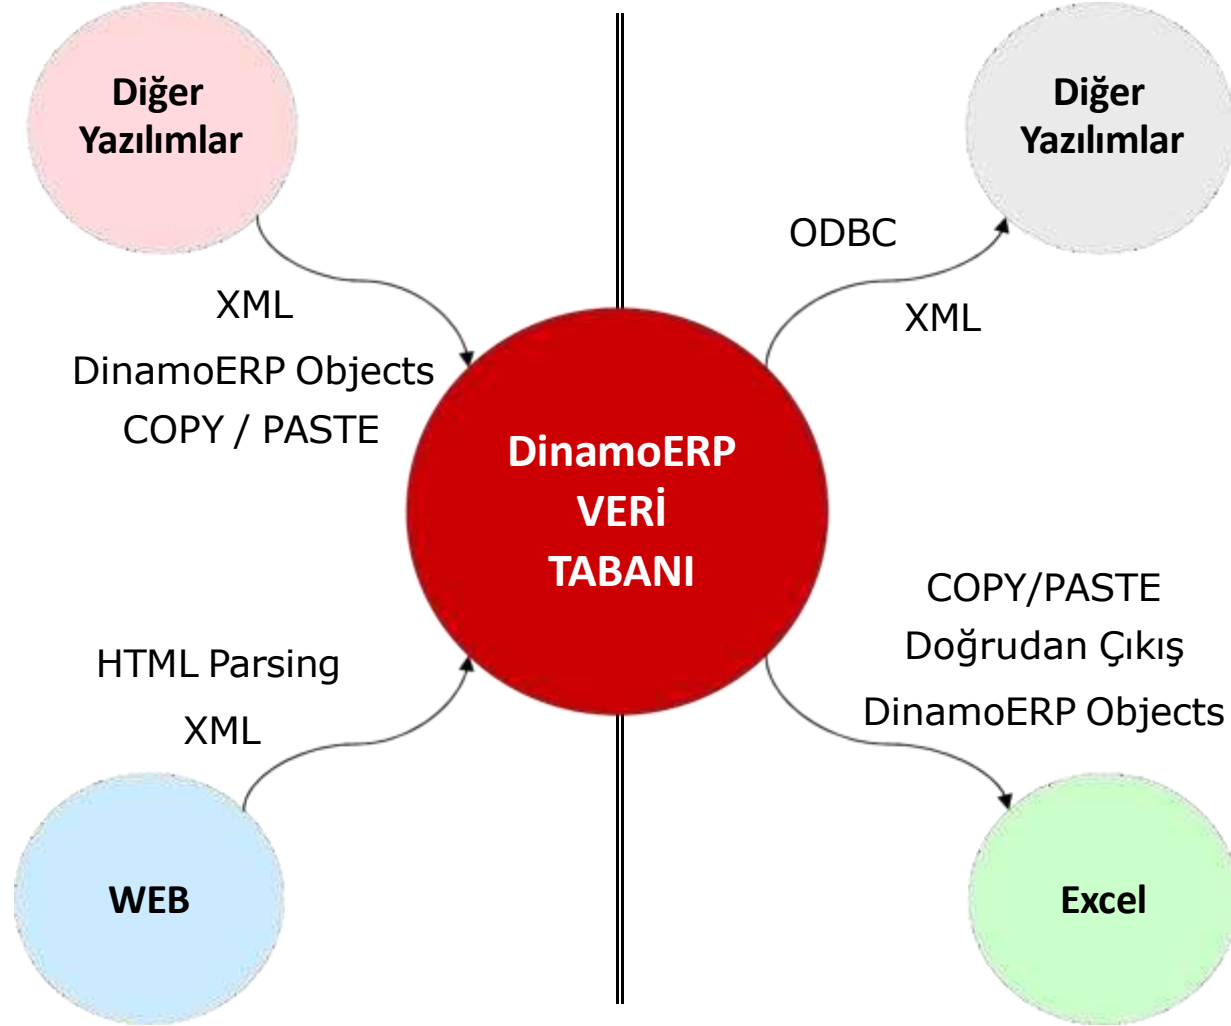 Diğer
Yazılımlar
XML
DinamoERP Objects
COPY / PASTE
Diğer
Yazılımlar
ODBC
XML
DinamoERP
VERİ
TABANI
HTML Parsing
XML
WEB
COPY/PASTE
Doğrudan Çıkış
DinamoERP Objects
Excel